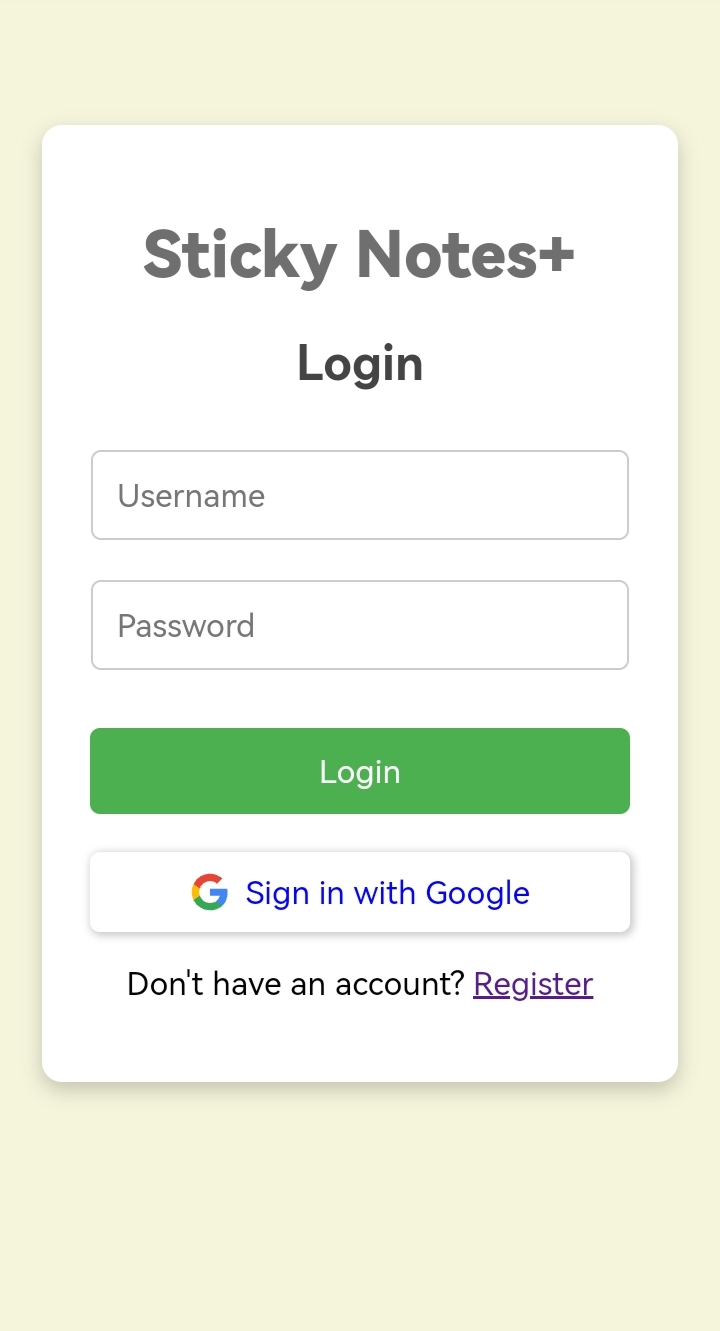 Sticky Notes+
Login
Username
Password
Login
Sign in with Google
Don't have an account? Register